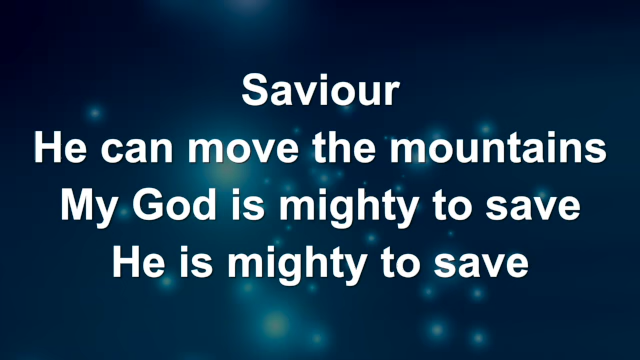 Saviour
He can move the mountains
My God is mighty to save
He is mighty to save